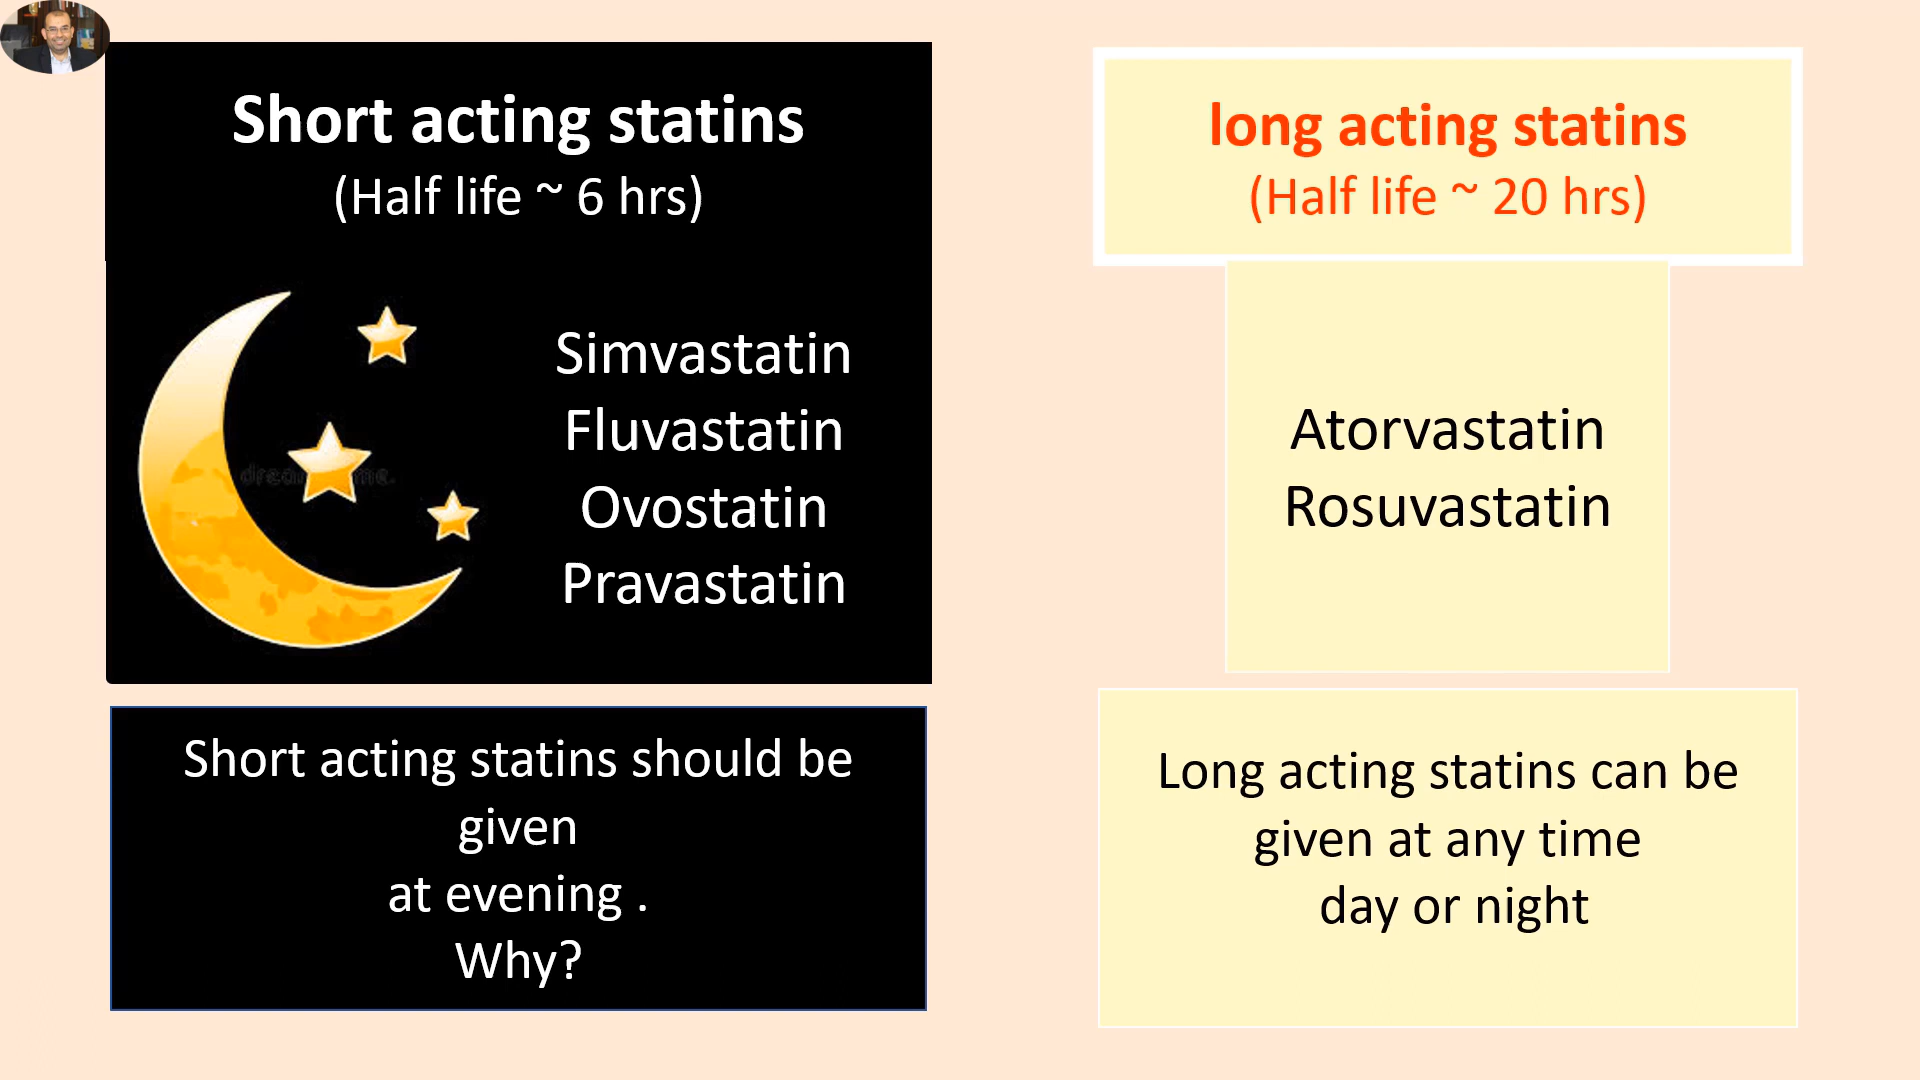 Short acting statins
(Half life ~ 6 hrs)
Simvastatin
Fluvastatin
Ovostatin
Pravastatin
Short acting statins should be
given
at evening .
Why?
long acting statins
(Half life ~ 20 hrs)
Atorvastatin
Rosuvastatin
Long acting statins can be
given at any time
day or night